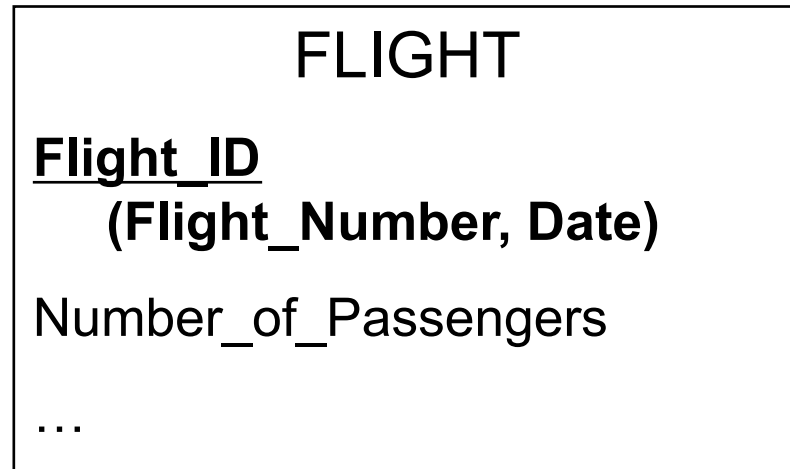 FLIGHT
Flight_ID
(Flight_Number, Date)
Number_of_Passengers
…